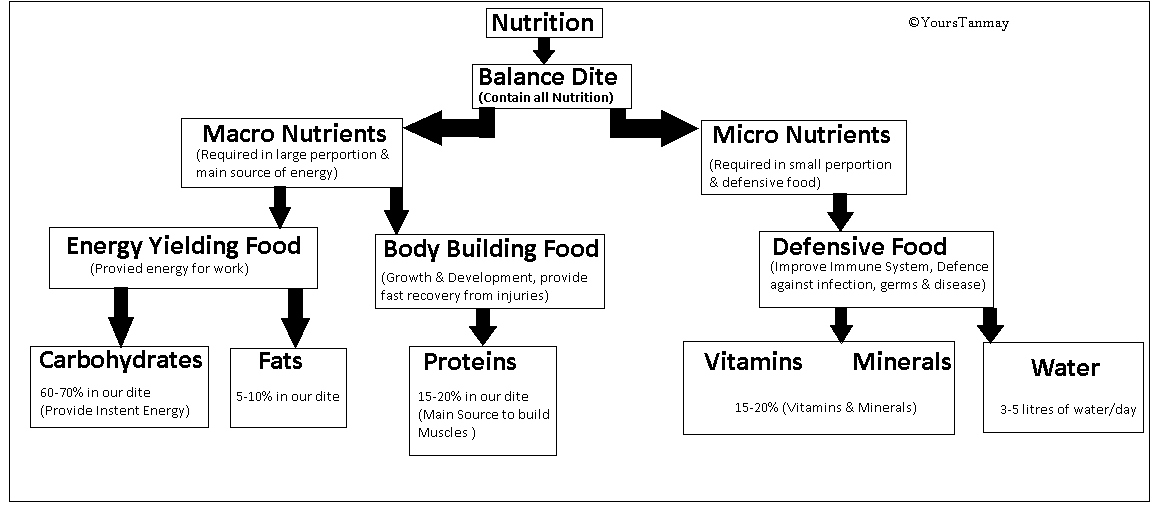 ©YoursTanmay
Nutrition
Balance Dite
(Contain all Nutrition)
Macro Nutrients
(Required in large perportion &
main source of energy)
Micro Nutrients
(Required in small perportion
& defensive food)
Energy Yielding Food
(Provied energy for work)
Body Building Food
(Growth & Development, provide
fast recovery from injuries)
Defensive Food
(Improve Immune System, Defence
against infection, germs & disease)
Carbohydrates
60-70% in our dite
(Provide Instent Energy)
Fats
5-10% in our dite
Proteins
15-20% in our dite
(Main Source to build
Muscles )
Vitamins Minerals
15-20% (Vitamins & Minerals)
Water
3-5 litres of water/day